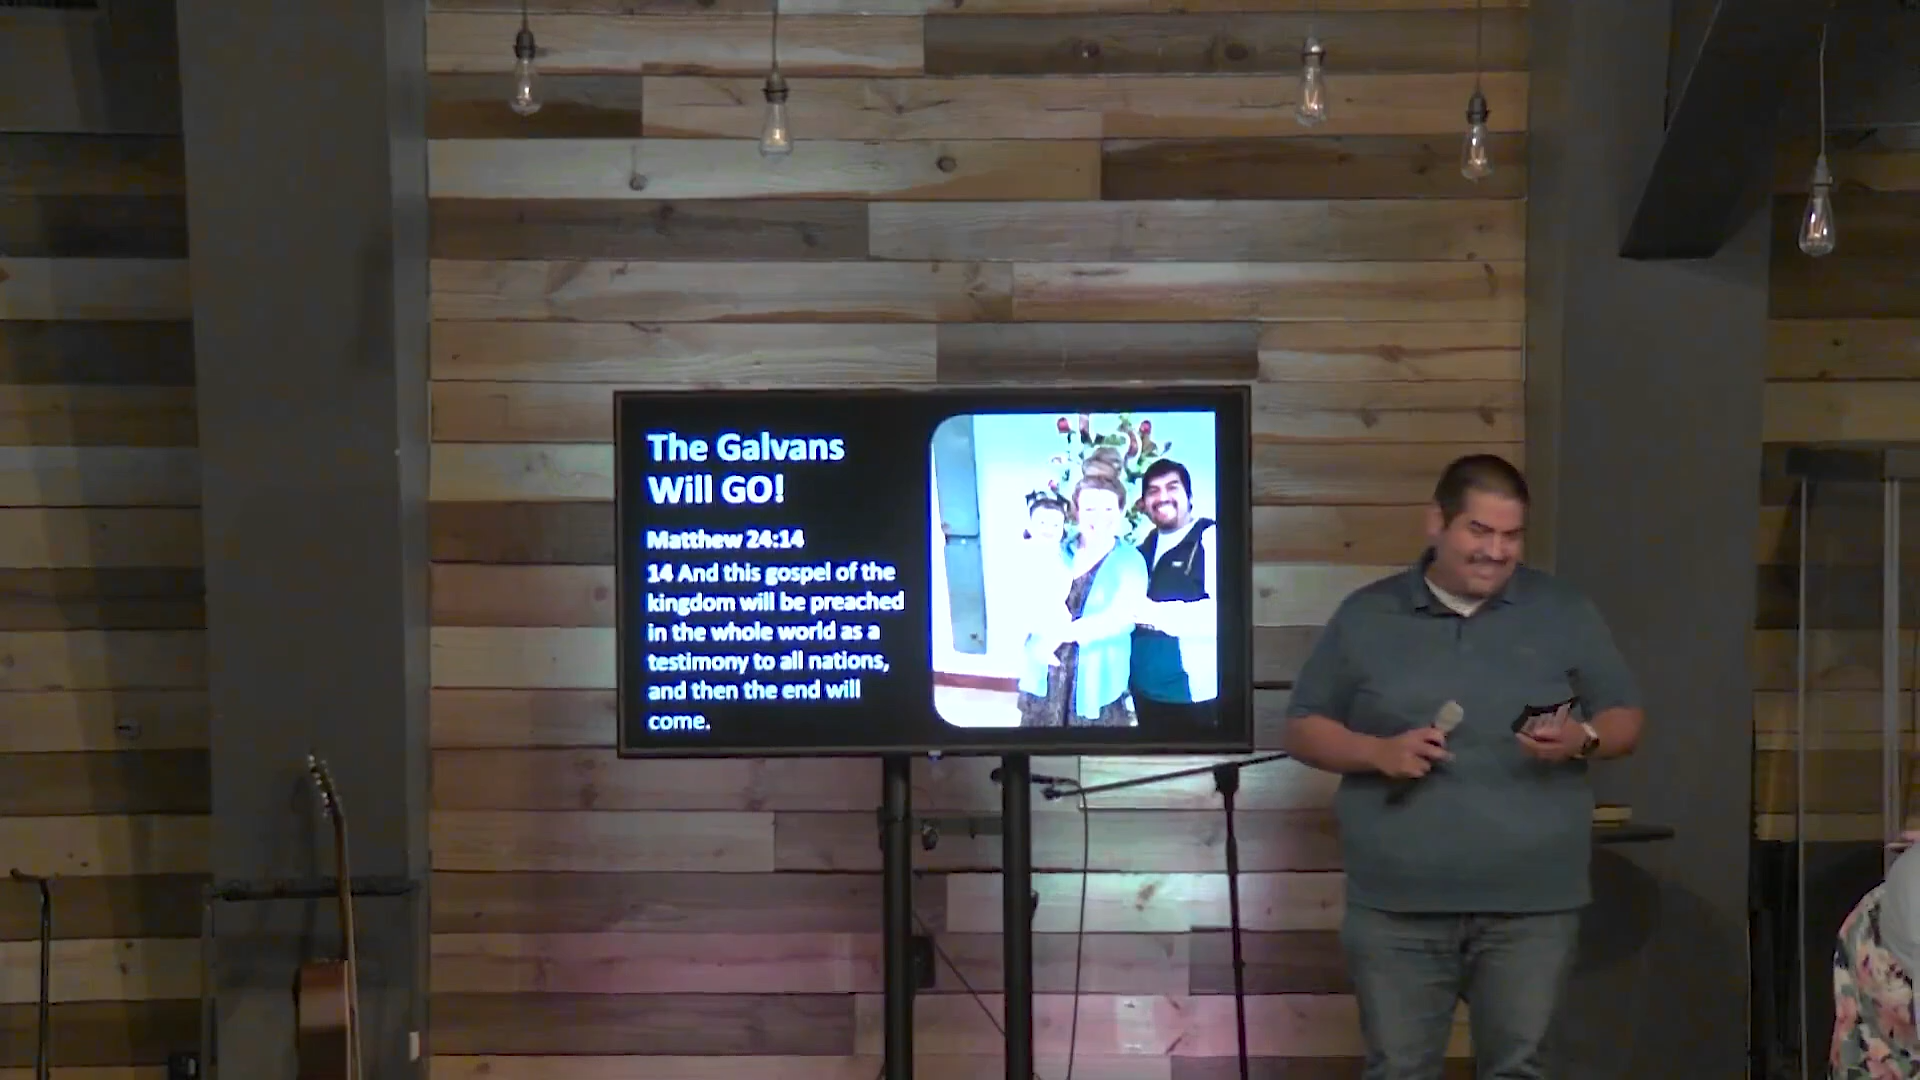 The Galvans
Will GO!
Matthew 24:14
14 And this gospel of the
kingdom will be preached
in the whole world as a
testimony to all nations,
and then the end will
come.